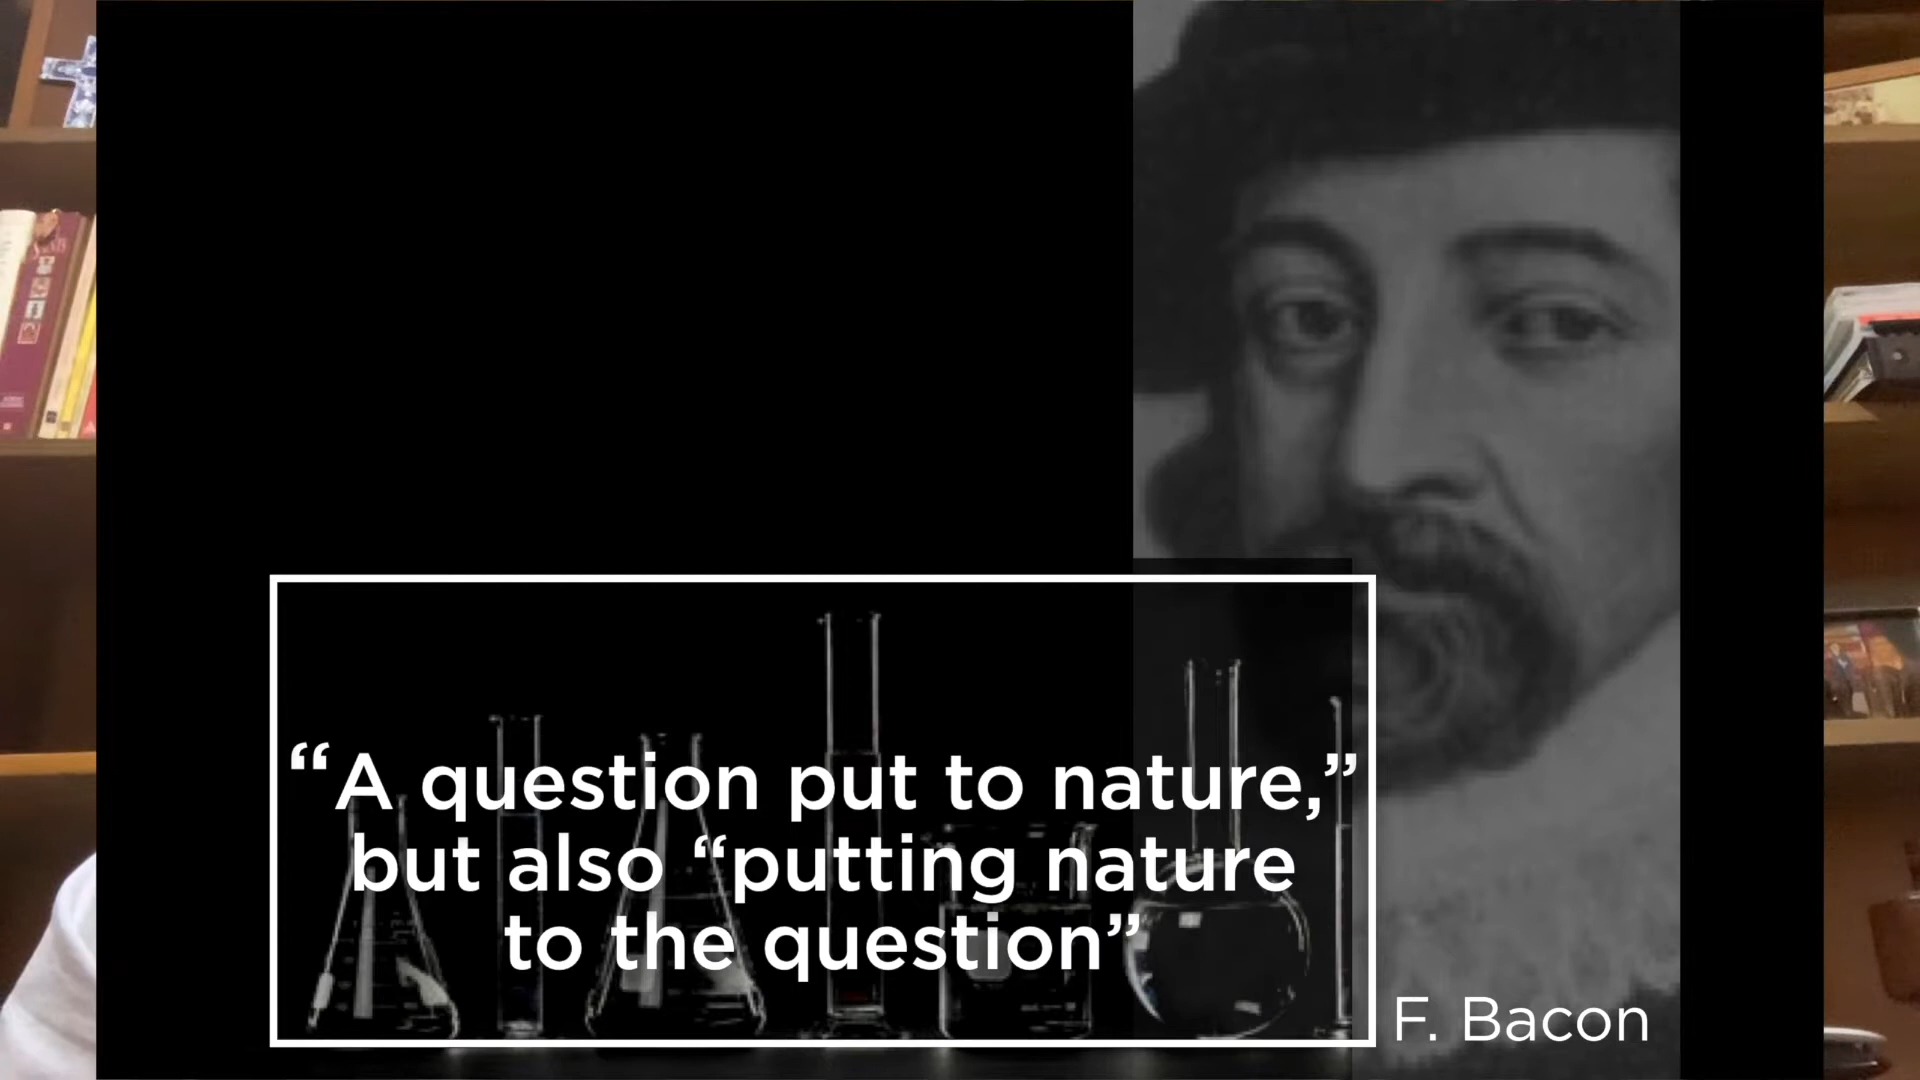 “A question put to nature,”
but also “putting nature
to the question”
F. Bacon